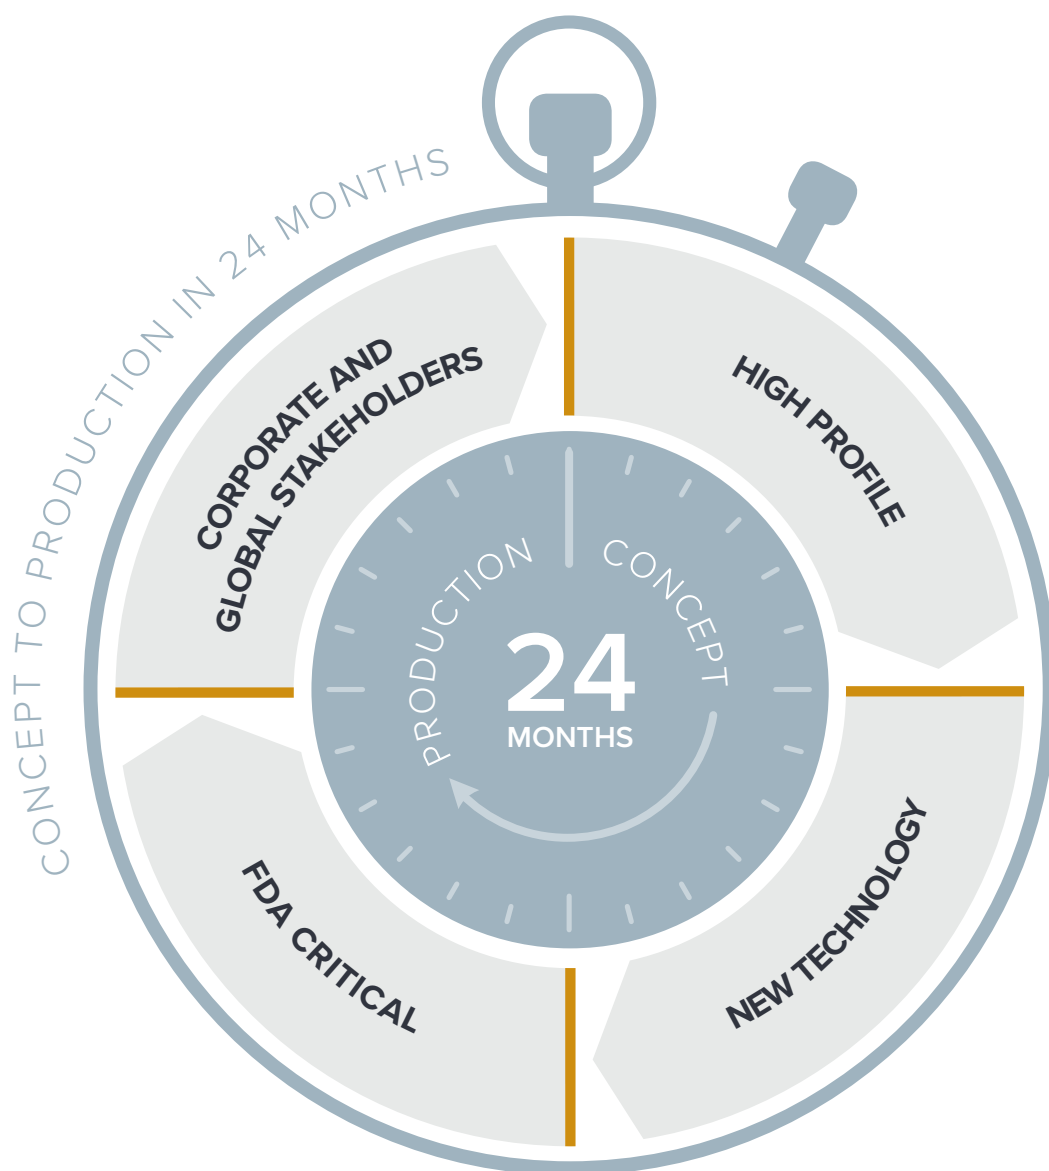 CONCEPT TO PRODUCTION IN 24 MONTHS
CORPORATE AND
GLOBAL STAKEHOLDERS
HIGH PROFILE
PRODUCTION
CONCEPT
24
MONTHS
FDA CRITICAL
NEW TECHNOLOGY